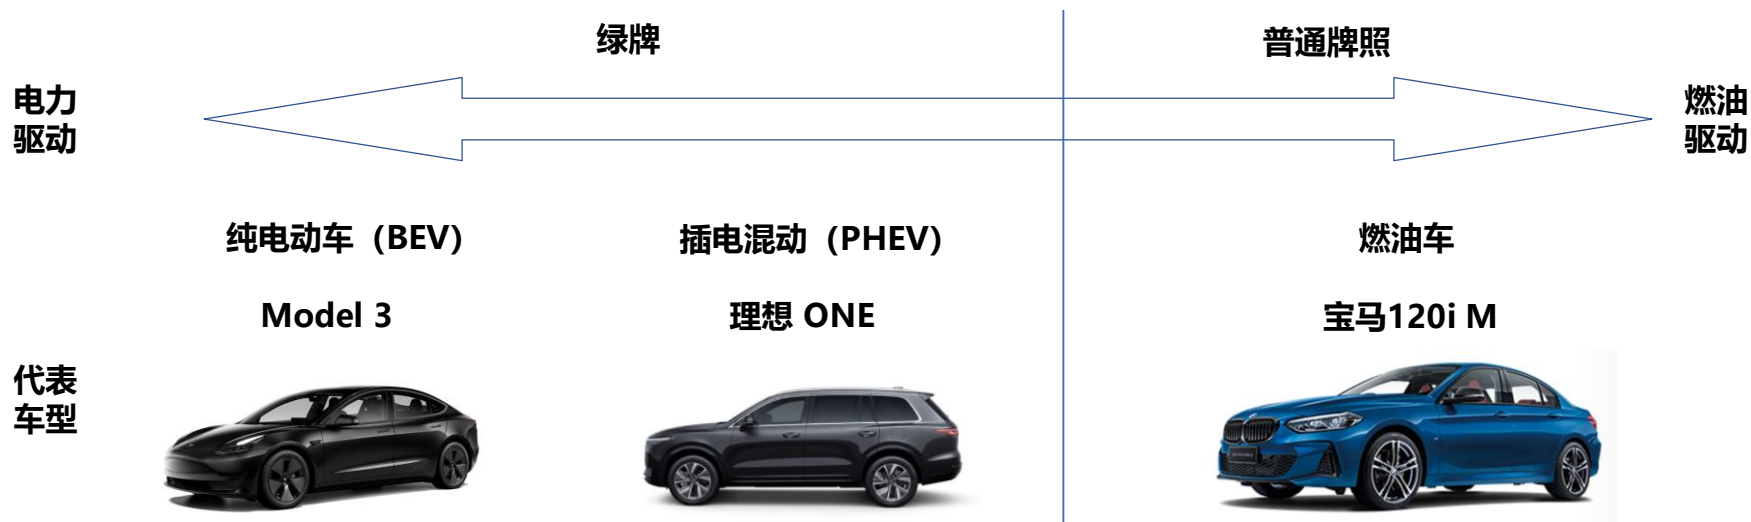 绿牌
普通牌照
电力
驱动
燃油
驱动
纯电动车（BEV）
插电混动（PHEV）
燃油车
Model 3
理想 ONE
宝马120i M
代表
车型